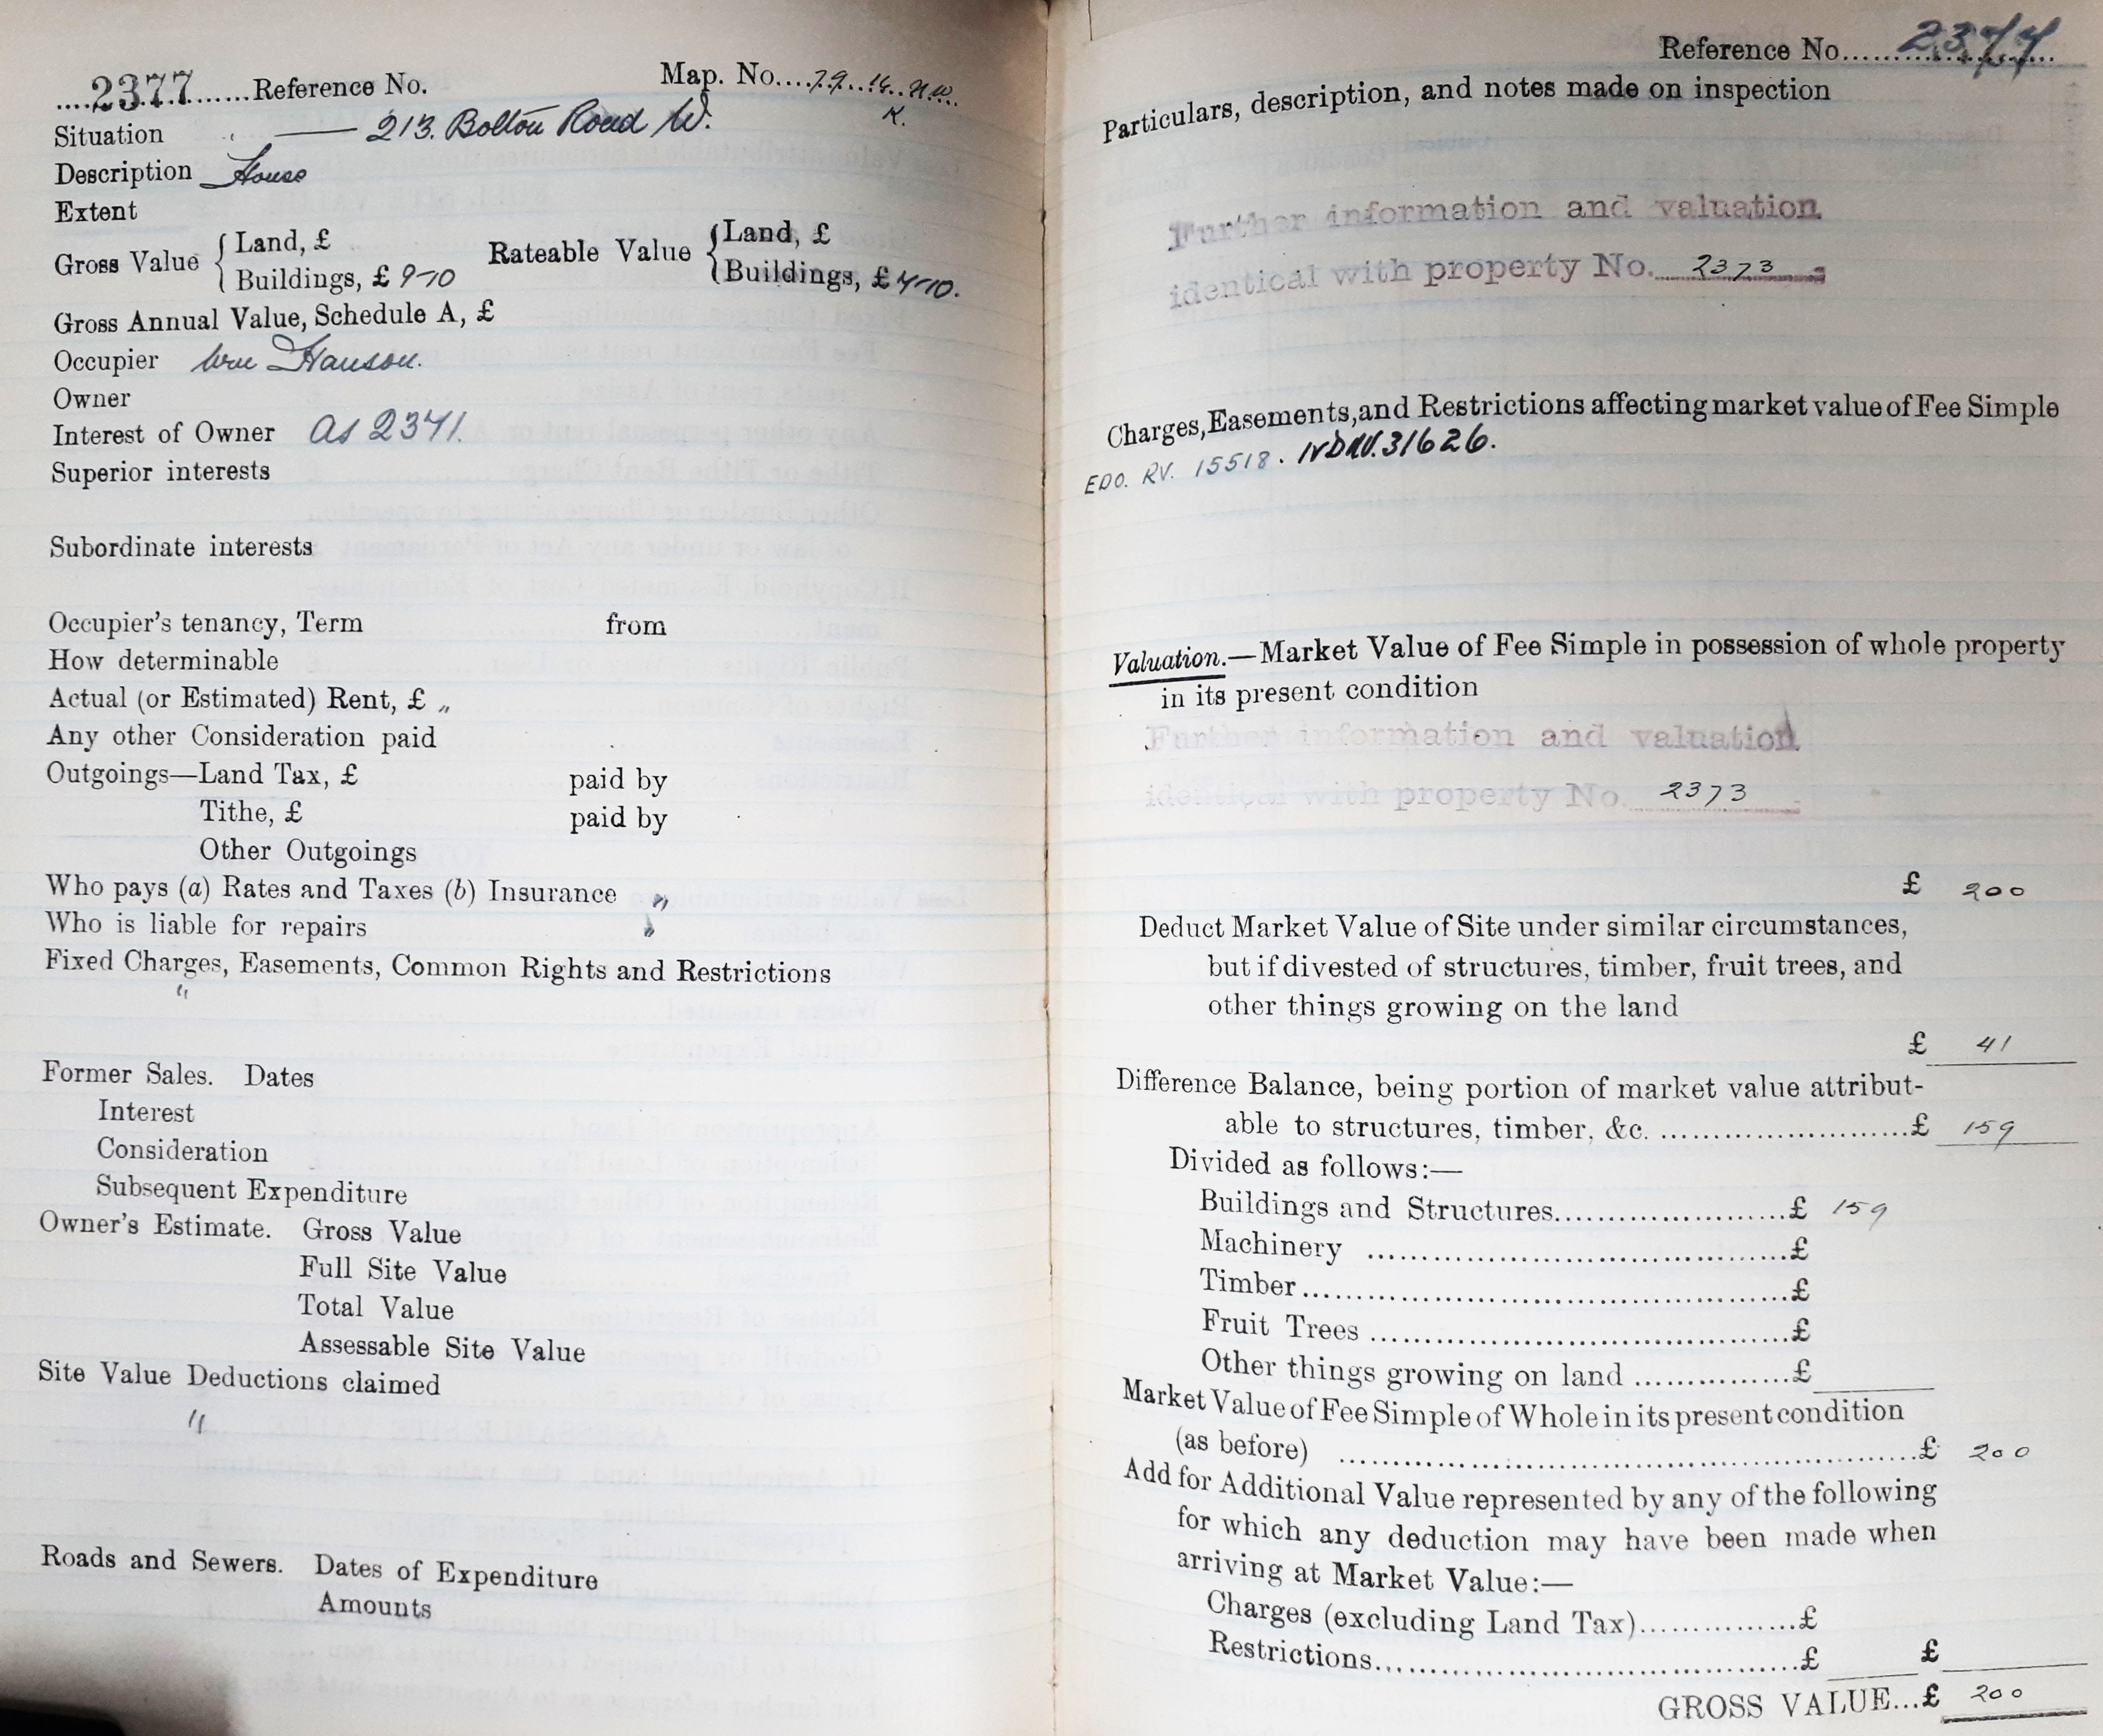 ....2377......Reference No.
Map. No....79..14..N.W.
K.
Situation — 213. Bolton Road W.
Description House
Extent
Gross Value { Land, £
Buildings, £ 9-10
Rateable Value { Land, £
Buildings, £
Gross Annual Value, Schedule A, £
Occupier Wm Hanson.
Owner
Interest of Owner As 2341.
Superior interests
Subordinate interests
Occupier's tenancy, Term from
How determinable
Actual (or Estimated) Rent, £ „
Any other Consideration paid
Outgoings—Land Tax, £ paid by
Tithe, £ paid by
Other Outgoings
Who pays (a) Rates and Taxes (b) Insurance „
Who is liable for repairs „
Fixed Charges, Easements, Common Rights and Restrictions
"
Former Sales. Dates
Interest
Consideration
Subsequent Expenditure
Owner's Estimate. Gross Value
Full Site Value
Total Value
Assessable Site Value
Site Value Deductions claimed
"
Roads and Sewers. Dates of Expenditure
Amounts
Reference No. 2377
Particulars, description, and notes made on inspection
Further information and valuation
identical with property No. 2373
Charges, Easements, and Restrictions affecting market value of Fee Simple
EDO. RV. 15518. 31626.
Valuation.—Market Value of Fee Simple in possession of whole property
in its present condition
Further information and valuation
identical with property No. 2373
£ 200
Deduct Market Value of Site under similar circumstances,
but if divested of structures, timber, fruit trees, and
other things growing on the land
£ 41
Difference Balance, being portion of market value attribut-
able to structures, timber, &c. ..............................£ 159
Divided as follows:—
Buildings and Structures.........................£ 159
Machinery ..............................................£
Timber.....................................................£
Fruit Trees ..............................................£
Other things growing on land ................£
Market Value of Fee Simple of Whole in its present condition
(as before) ..................................................................£ 200
Add for Additional Value represented by any of the following
for which any deduction may have been made when
arriving at Market Value:—
Charges (excluding Land Tax)................£
Restrictions..............................................£ £
GROSS VALUE...£ 200